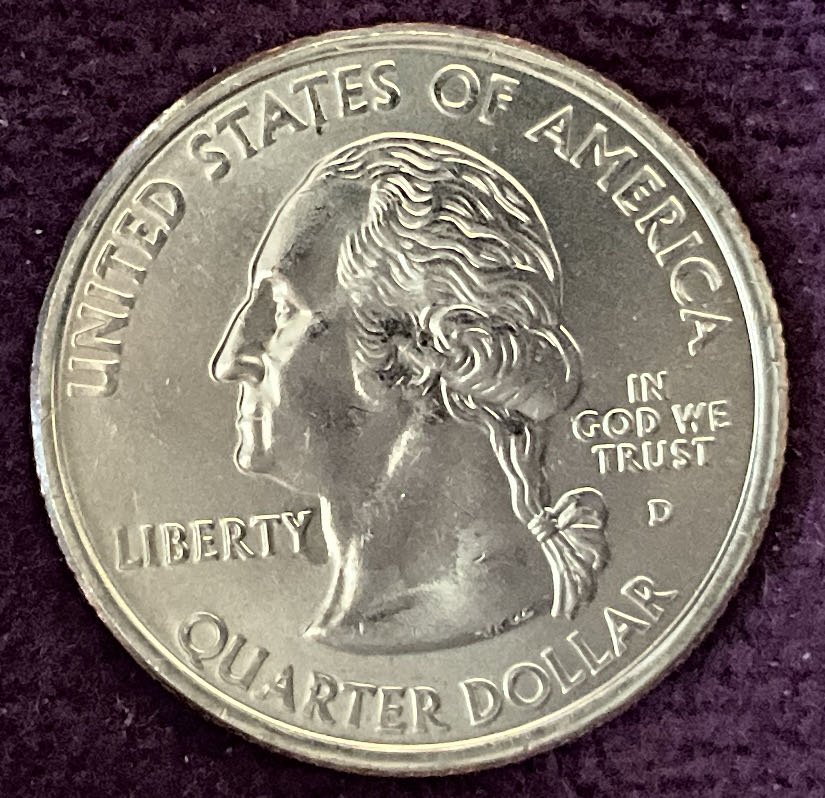 UNITED STATES OF AMERICA
LIBERTY
IN
GOD WE
TRUST
D
QUARTER DOLLAR